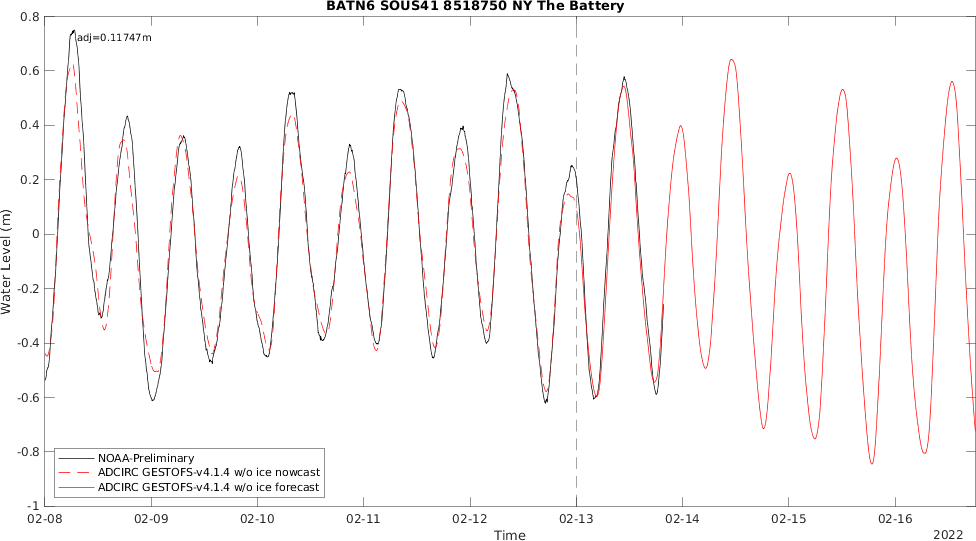 BATN6 SOUS41 8518750 NY The Battery
adj=0.11747m
0.8
0.6
0.4
0.2
0
-0.2
-0.4
-0.6
-0.8
-1
Water Level (m)
NOAA-Preliminary
ADCIRC GESTOFS-v4.1.4 w/o ice nowcast
ADCIRC GESTOFS-v4.1.4 w/o ice forecast
02-08 02-09 02-10 02-11 02-12 02-13 02-14 02-15 02-16
Time
2022